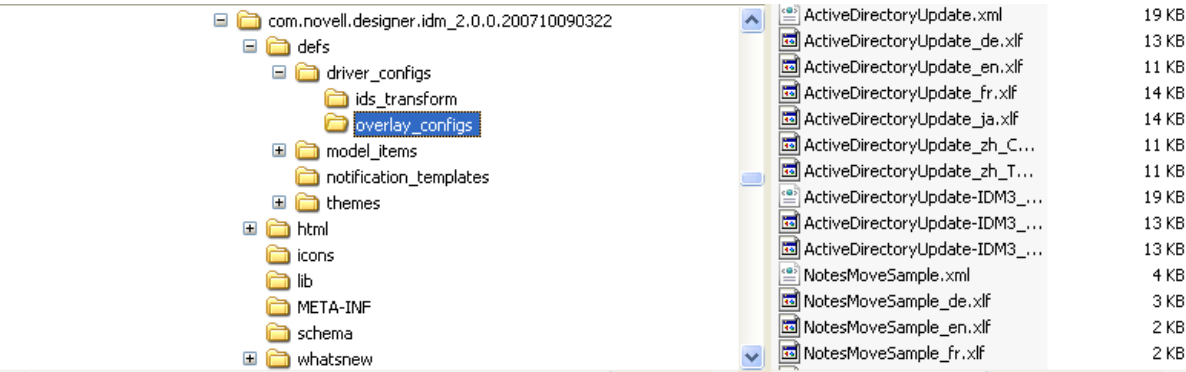 com.novell.designer.idm_2.0.0.200710090322
defs
driver_configs
ids_transform
overlay_configs
model_items
notification_templates
themes
html
icons
lib
META-INF
schema
whatsnew
ActiveDirectoryUpdate.xml 19 KB
ActiveDirectoryUpdate_de.xlf 13 KB
ActiveDirectoryUpdate_en.xlf 11 KB
ActiveDirectoryUpdate_fr.xlf 14 KB
ActiveDirectoryUpdate_ja.xlf 14 KB
ActiveDirectoryUpdate_zh_C... 11 KB
ActiveDirectoryUpdate_zh_T... 11 KB
ActiveDirectoryUpdate-IDM3_... 19 KB
ActiveDirectoryUpdate-IDM3_... 13 KB
ActiveDirectoryUpdate-IDM3_... 13 KB
NotesMoveSample.xml 4 KB
NotesMoveSample_de.xlf 3 KB
NotesMoveSample_en.xlf 2 KB
NotesMoveSample_fr.xlf 2 KB